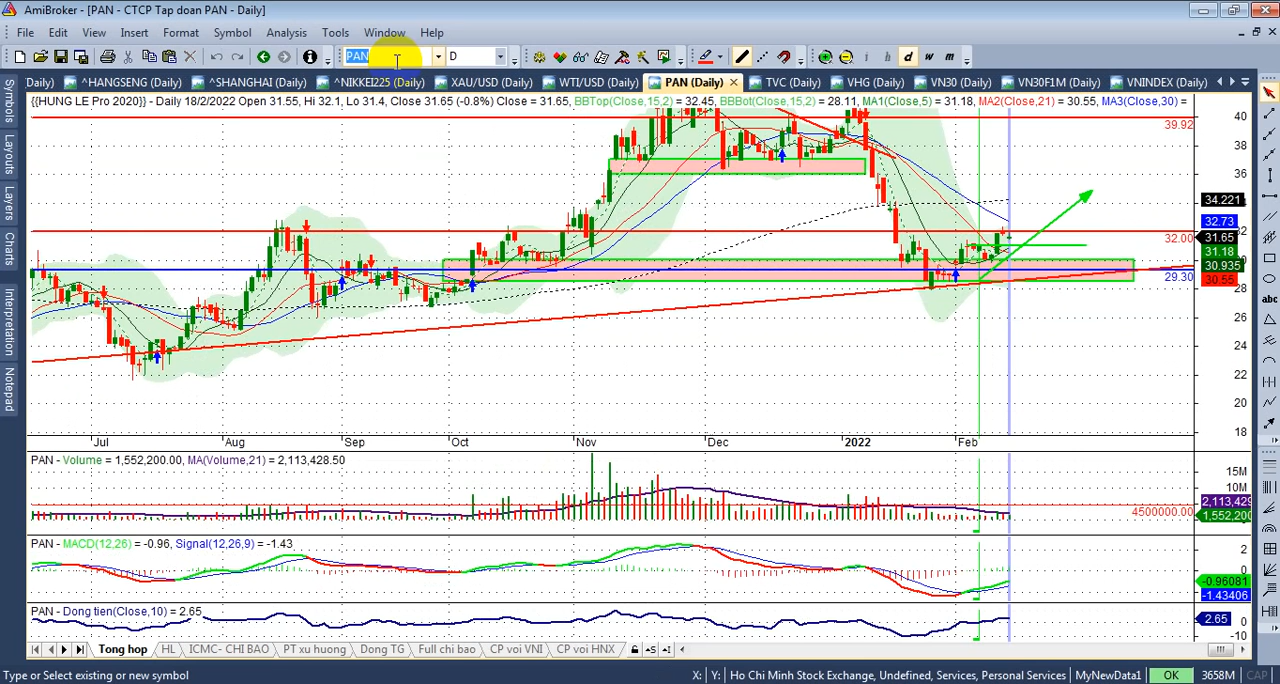 AmiBroker - [PAN - CTCP Tap doan PAN - Daily]
File Edit View Insert Format Symbol Analysis Tools Window Help
PAN D i h d w m
Daily) ^HANGSENG (Daily) ^SHANGHAI (Daily) ^NIKKEI225 (Daily) XAU/USD (Daily) WTI/USD (Daily) PAN (Daily) TVC (Daily) VHG (Daily) VN30 (Daily) VN30F1M (Daily) VNINDEX (Daily)
{{HUNG LE Pro 2020}} - Daily 18/2/2022 Open 31.55, Hi 32.1, Lo 31.4, Close 31.65 (-0.8%) Close = 31.65, BBTop(Close,15,2) = 32.45, BBBot(Close,15,2) = 28.11, MA1(Close,5) = 31.18, MA2(Close,21) = 30.55, MA3(Close,30) =
Symbols
Layouts
Layers
Charts
Interpretation
Notepad
abc
40
39.92
38
36
34.221
32.73
32.00
31.65
31.18
30.935
30.55
29.30
28
26
24
22
20
18
Jul Aug Sep Oct Nov Dec 2022 Feb
PAN - Volume = 1,552,200.00, MA(Volume,21) = 2,113,428.50
15M
10M
2,113,429
4500000.00
1,552,200
PAN - MACD(12,26) = -0.96, Signal(12,26,9) = -1.43
2
0
-0.96081
-1.43406
PAN - Dong tien(Close,10) = 2.65
2.65
0
-10
Tong hop HL ICMC- CHI BAO PT xu huong Dong TG Full chi bao CP voi VNI CP voi HNX
Type or Select existing or new symbol X: Y: Ho Chi Minh Stock Exchange, Undefined, Services, Personal Services MyNewData1 OK 3658M CAP